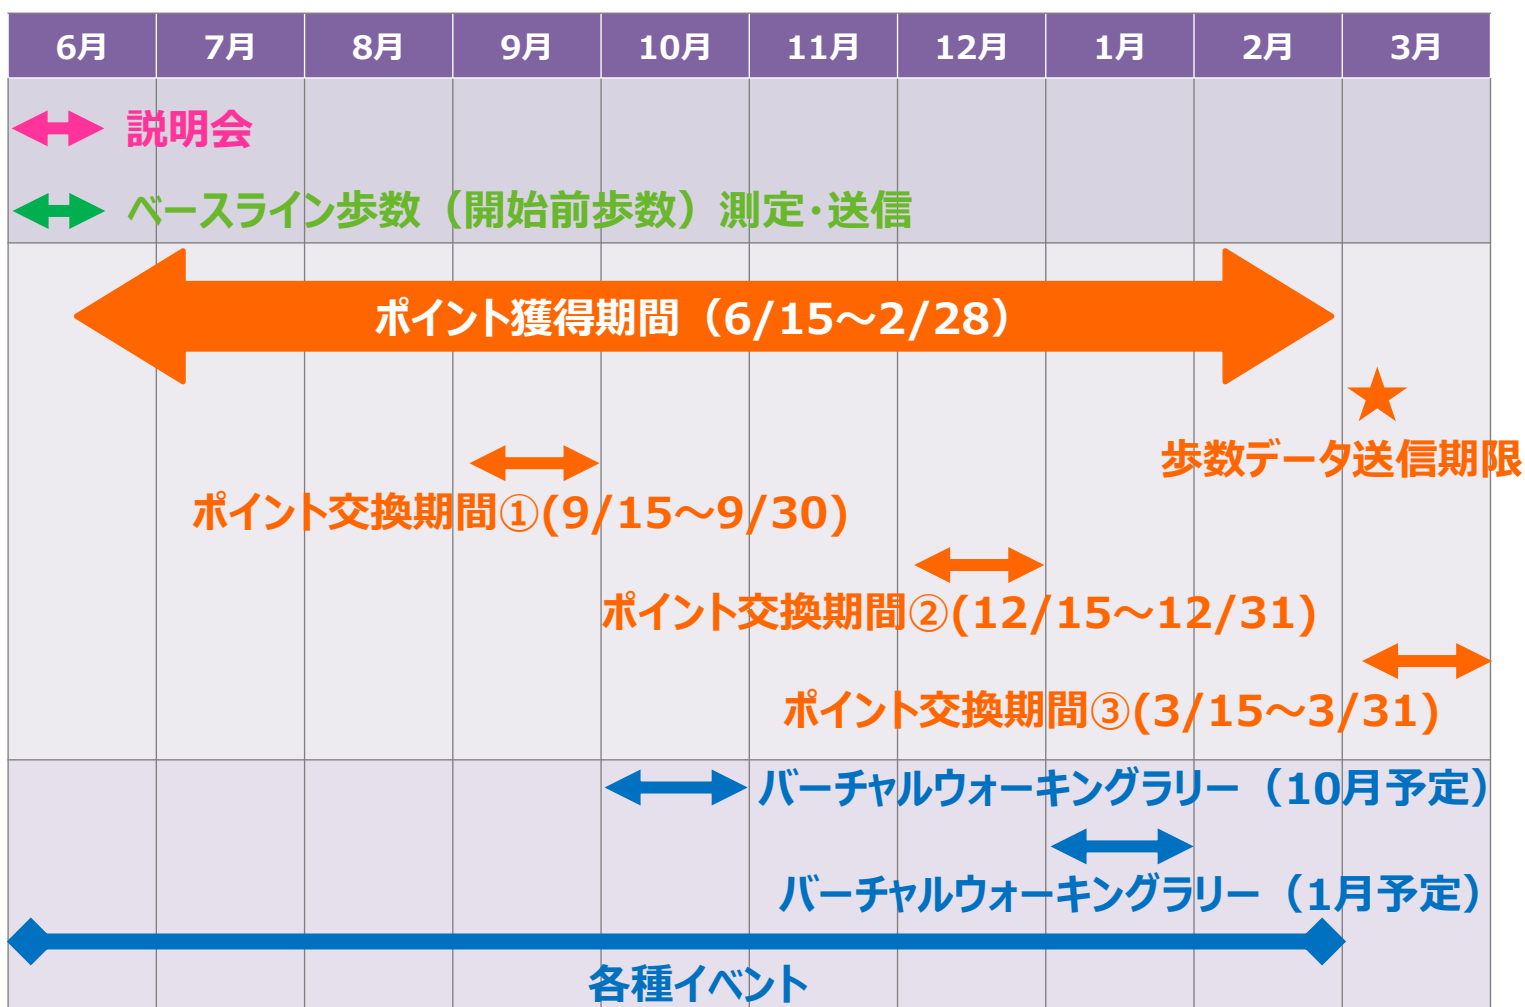 6月 7月 8月 9月 10月 11月 12月 1月 2月 3月
説明会
ベースライン歩数（開始前歩数）測定・送信
ポイント獲得期間（6/15～2/28）
歩数データ送信期限
ポイント交換期間①(9/15～9/30)
ポイント交換期間②(12/15～12/31)
ポイント交換期間③(3/15～3/31)
バーチャルウォーキングラリー（10月予定）
バーチャルウォーキングラリー（1月予定）
各種イベント